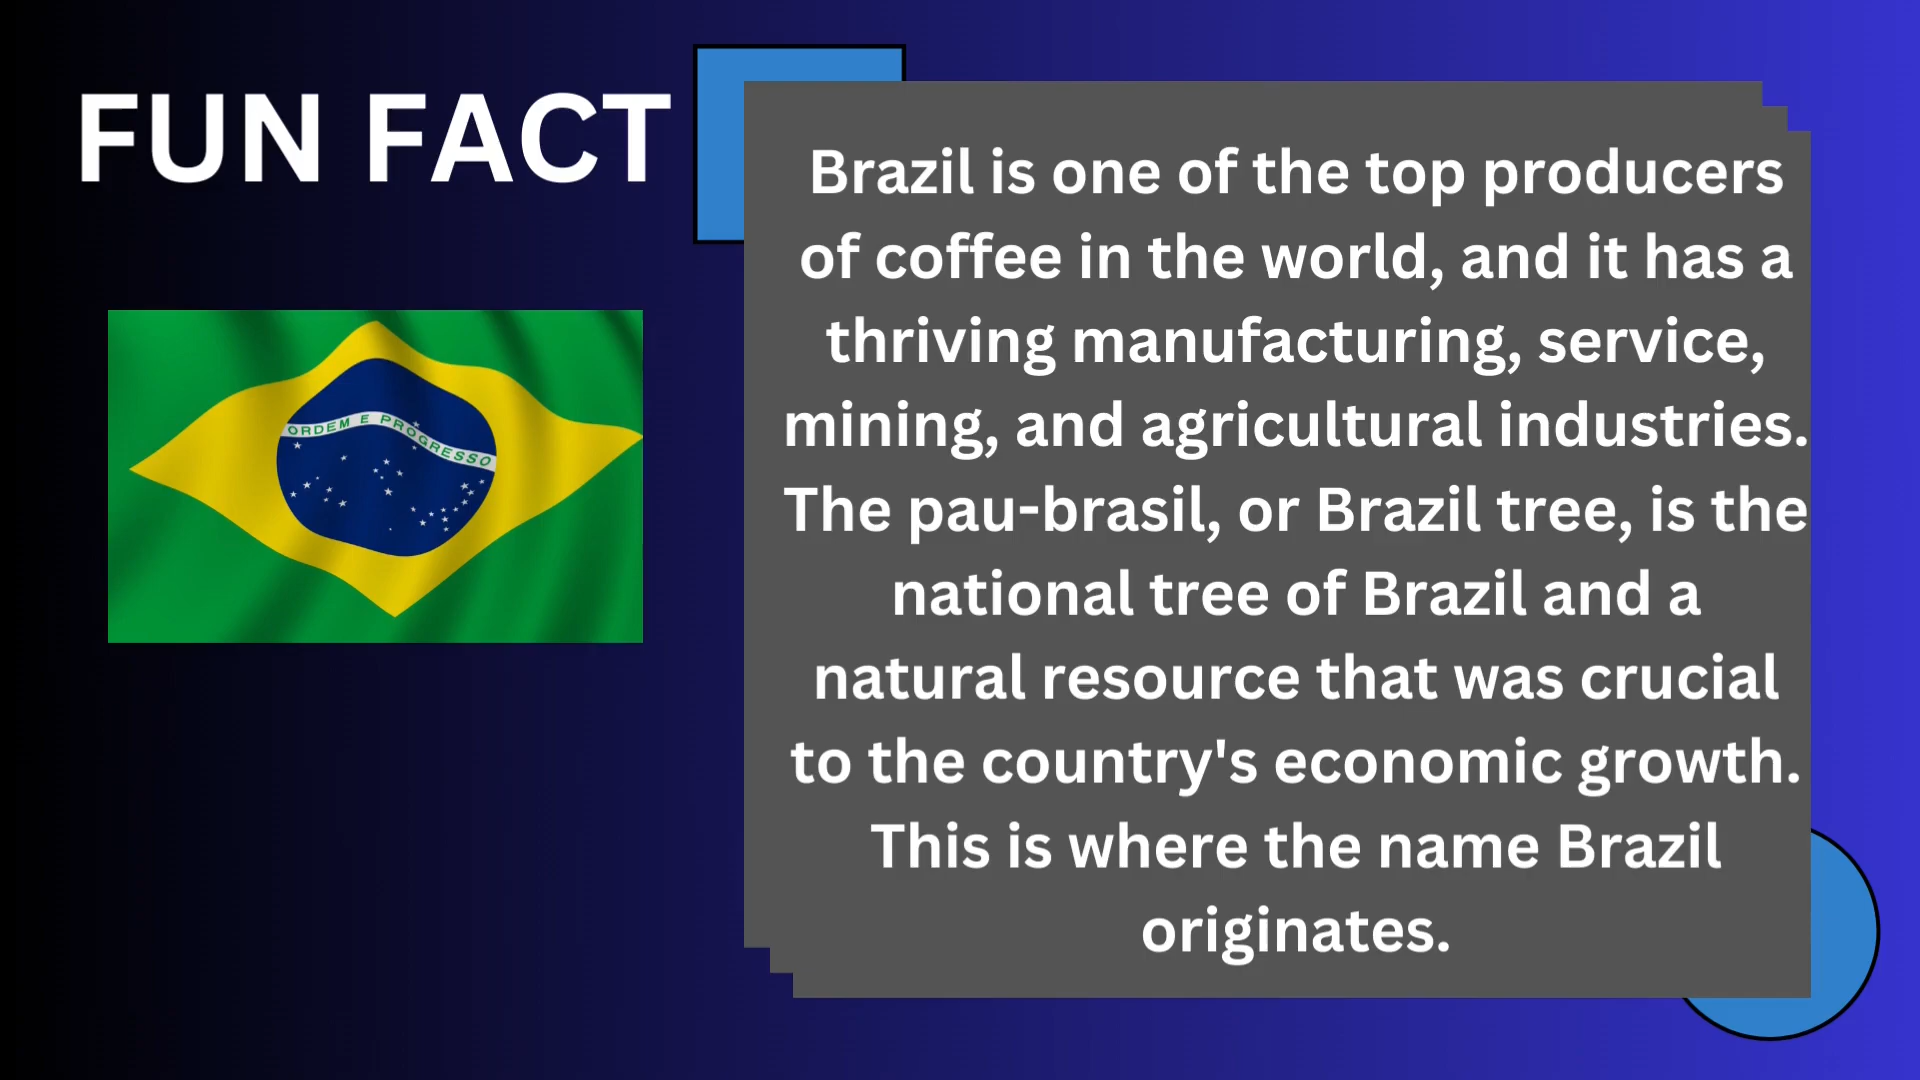 FUN FACT
ORDEM E PROGRESSO
Brazil is one of the top producers
of coffee in the world, and it has a
thriving manufacturing, service,
mining, and agricultural industries.
The pau-brasil, or Brazil tree, is the
national tree of Brazil and a
natural resource that was crucial
to the country's economic growth.
This is where the name Brazil
originates.